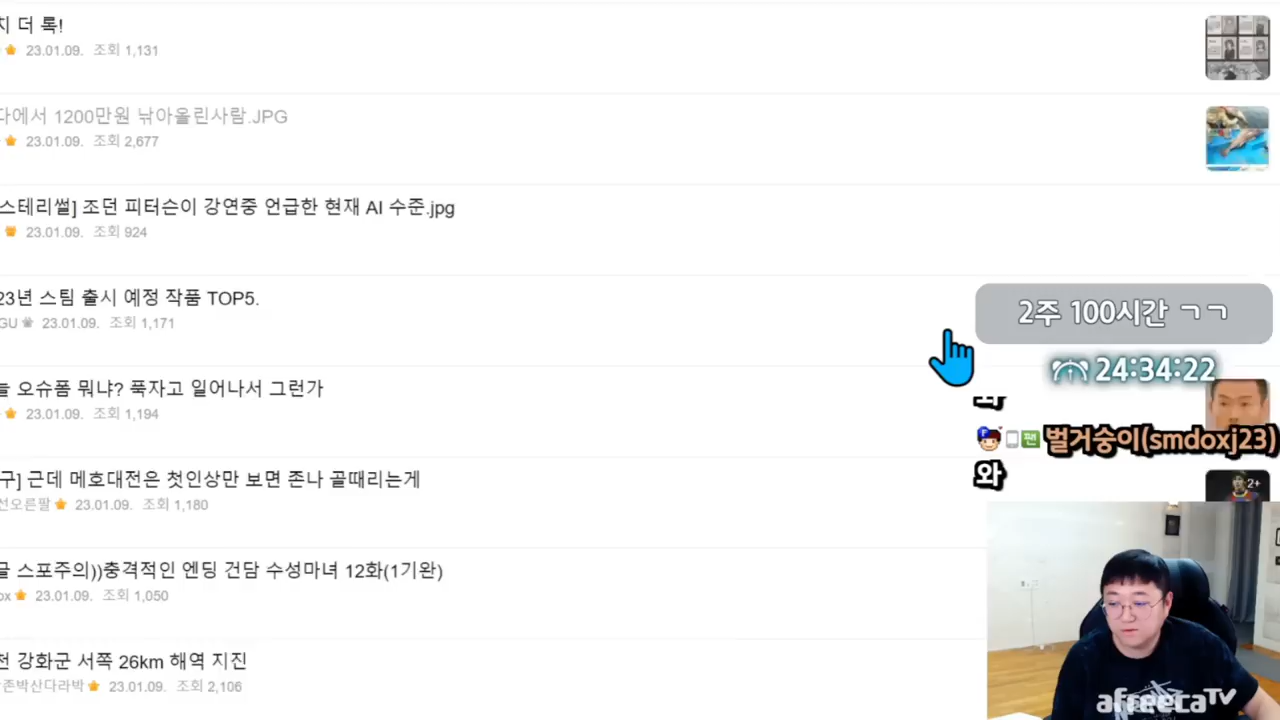 치 더 록!
23.01.09. 조회 1,131
다에서 1200만원 낚아올린사람.JPG
23.01.09. 조회 2,677
스테리썰] 조던 피터슨이 강연중 언급한 현재 AI 수준.jpg
23.01.09. 조회 924
23년 스팀 출시 예정 작품 TOP5.
GU 23.01.09. 조회 1,171
2주 100시간 ㄱㄱ
24:34:22
늘 오슈폼 뭐냐? 푹자고 일어나서 그런가
23.01.09. 조회 1,194
와
팬 벌거숭이(smdoxj23)
와
구] 근데 메호대전은 첫인상만 보면 존나 골때리는게
선오른팔 23.01.09. 조회 1,180
2+
글 스포주의))충격적인 엔딩 건담 수성마녀 12화(1기완)
ox 23.01.09. 조회 1,050
천 강화군 서쪽 26km 해역 지진
존박산다라박 23.01.09. 조회 2,106
afreecaTV